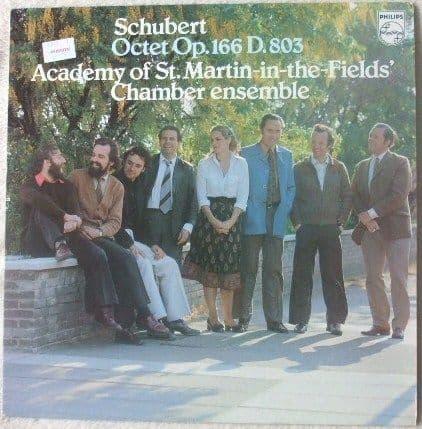 Schubert
PHILIPS
Octet Op.166 D.803
Academy of St. Martin-in-the-Fields'
Chamber ensemble